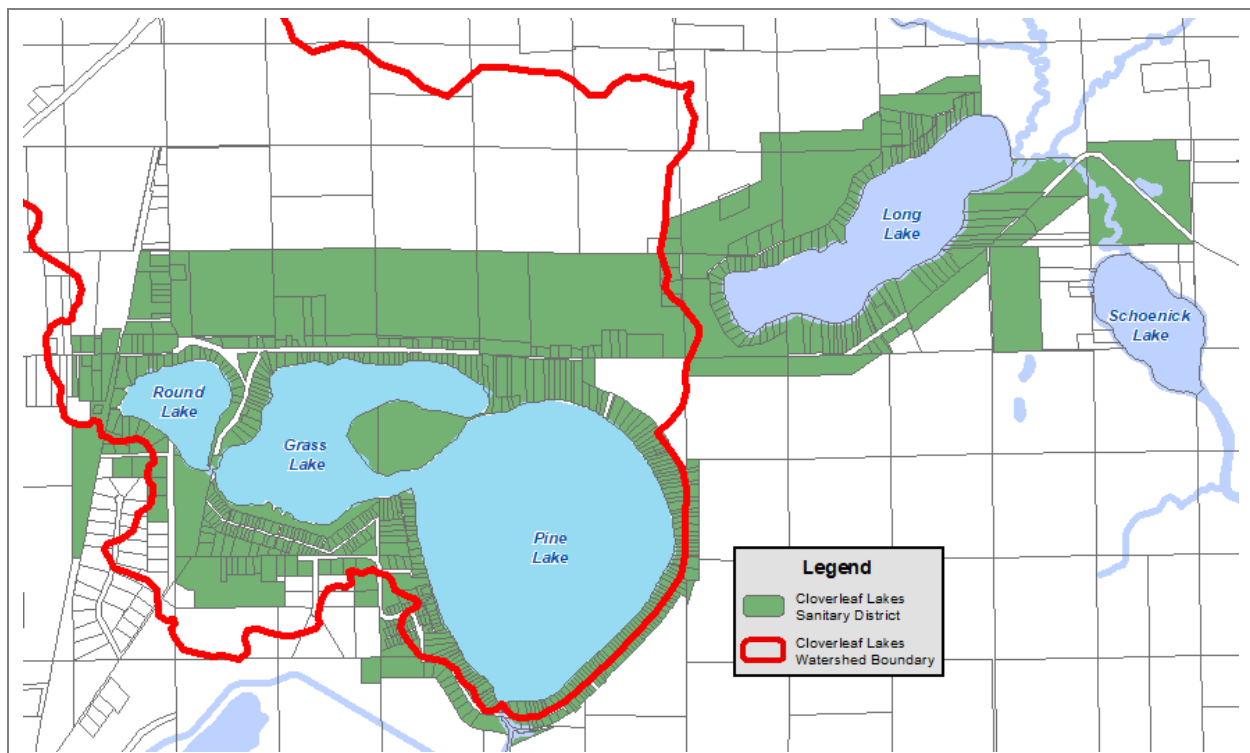 Long
Lake
Schoenick
Lake
Round
Lake
Grass
Lake
Pine
Lake
Legend
Cloverleaf Lakes
Sanitary District
Cloverleaf Lakes
Watershed Boundary